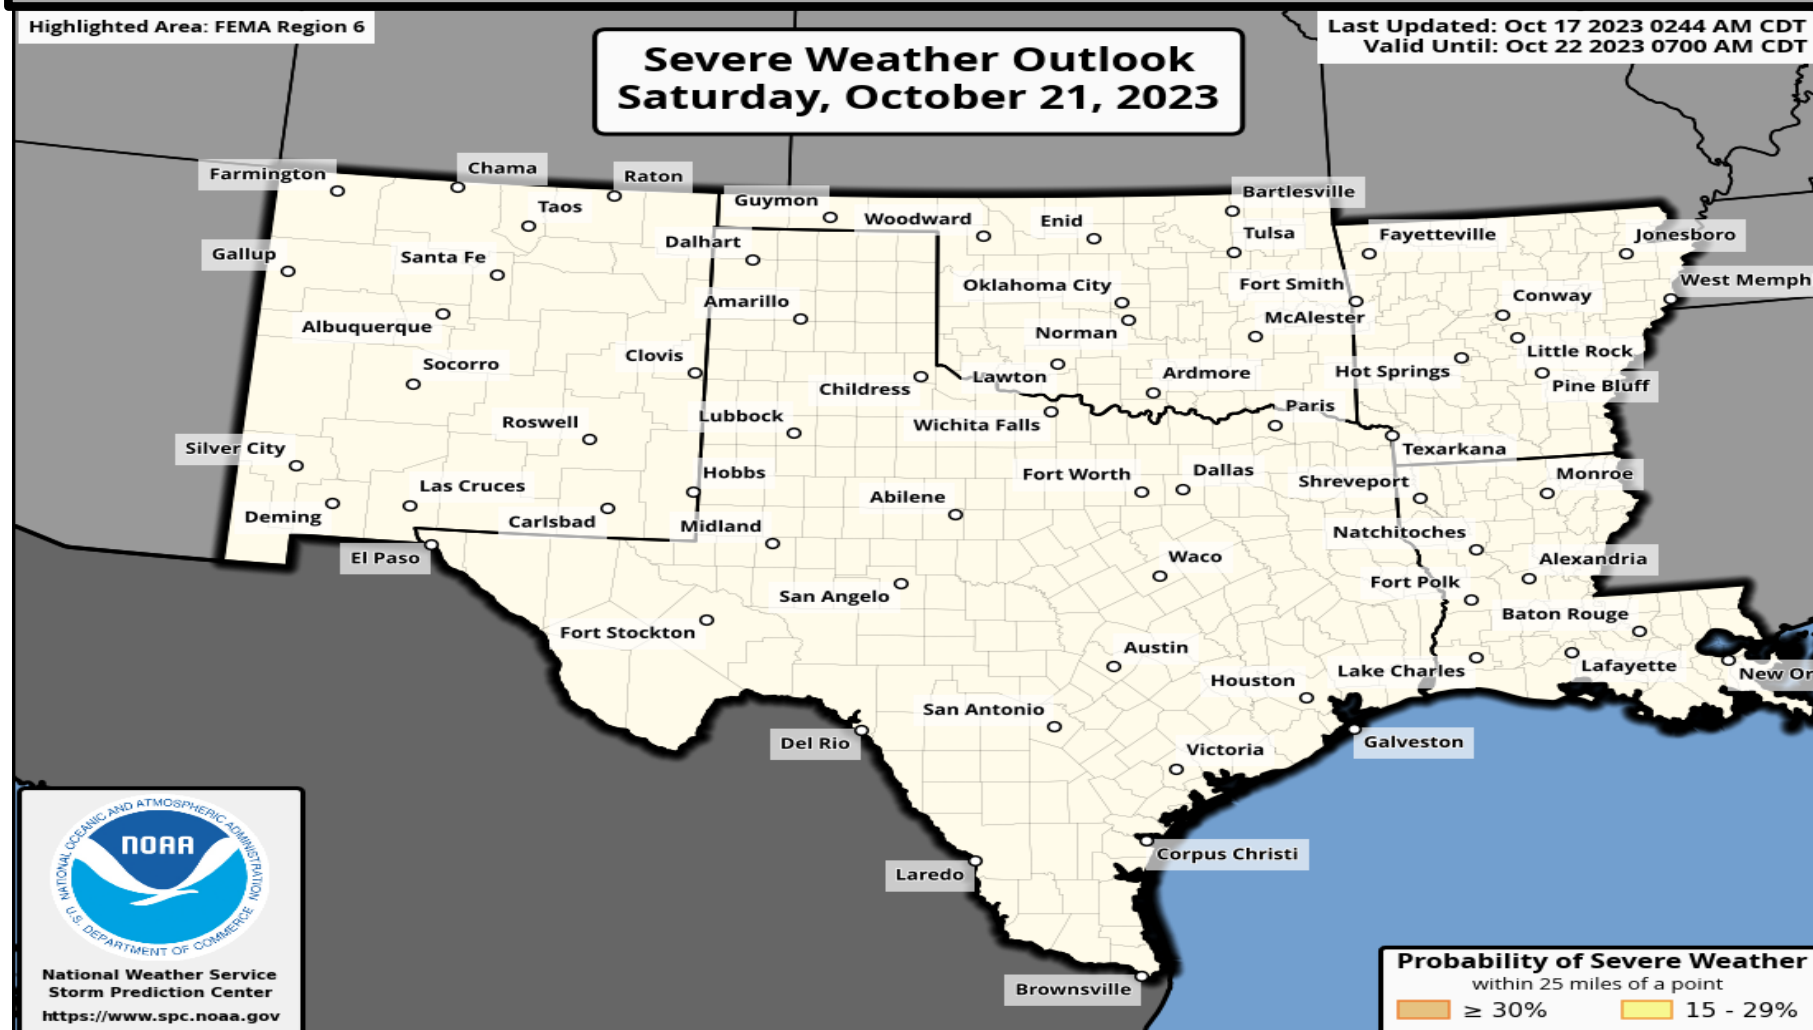 Highlighted Area: FEMA Region 6
Severe Weather Outlook
Saturday, October 21, 2023
Last Updated: Oct 17 2023 0244 AM CDT
Valid Until: Oct 22 2023 0700 AM CDT
Farmington
Chama
Raton
Taos
Guymon
Woodward
Enid
Bartlesville
Tulsa
Fayetteville
Jonesboro
Gallup
Santa Fe
Dalhart
Oklahoma City
Fort Smith
Conway
West Memph
Albuquerque
Amarillo
Norman
McAlester
Little Rock
Socorro
Clovis
Childress
Lawton
Ardmore
Hot Springs
Pine Bluff
Roswell
Lubbock
Wichita Falls
Paris
Texarkana
Silver City
Las Cruces
Hobbs
Abilene
Fort Worth
Dallas
Shreveport
Monroe
Deming
Carlsbad
Midland
Natchitoches
El Paso
San Angelo
Waco
Fort Polk
Alexandria
Fort Stockton
Austin
Baton Rouge
Houston
Lake Charles
Lafayette
New Or
San Antonio
Del Rio
Victoria
Galveston
Laredo
Corpus Christi
Brownsville
NATIONAL OCEANIC AND ATMOSPHERIC ADMINISTRATION
NOAA
U.S. DEPARTMENT OF COMMERCE
National Weather Service
Storm Prediction Center
https://www.spc.noaa.gov
Probability of Severe Weather
within 25 miles of a point
≥ 30%
15 - 29%